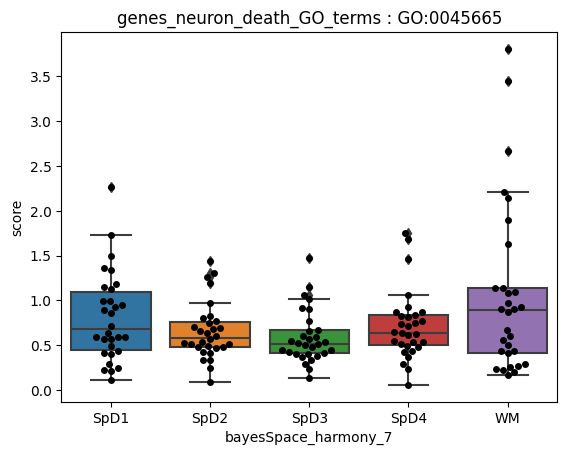 genes_neuron_death_GO_terms : GO:0045665
score
3.5
3.0
2.5
2.0
1.5
1.0
0.5
0.0
SpD1 SpD2 SpD3 SpD4 WM
bayesSpace_harmony_7